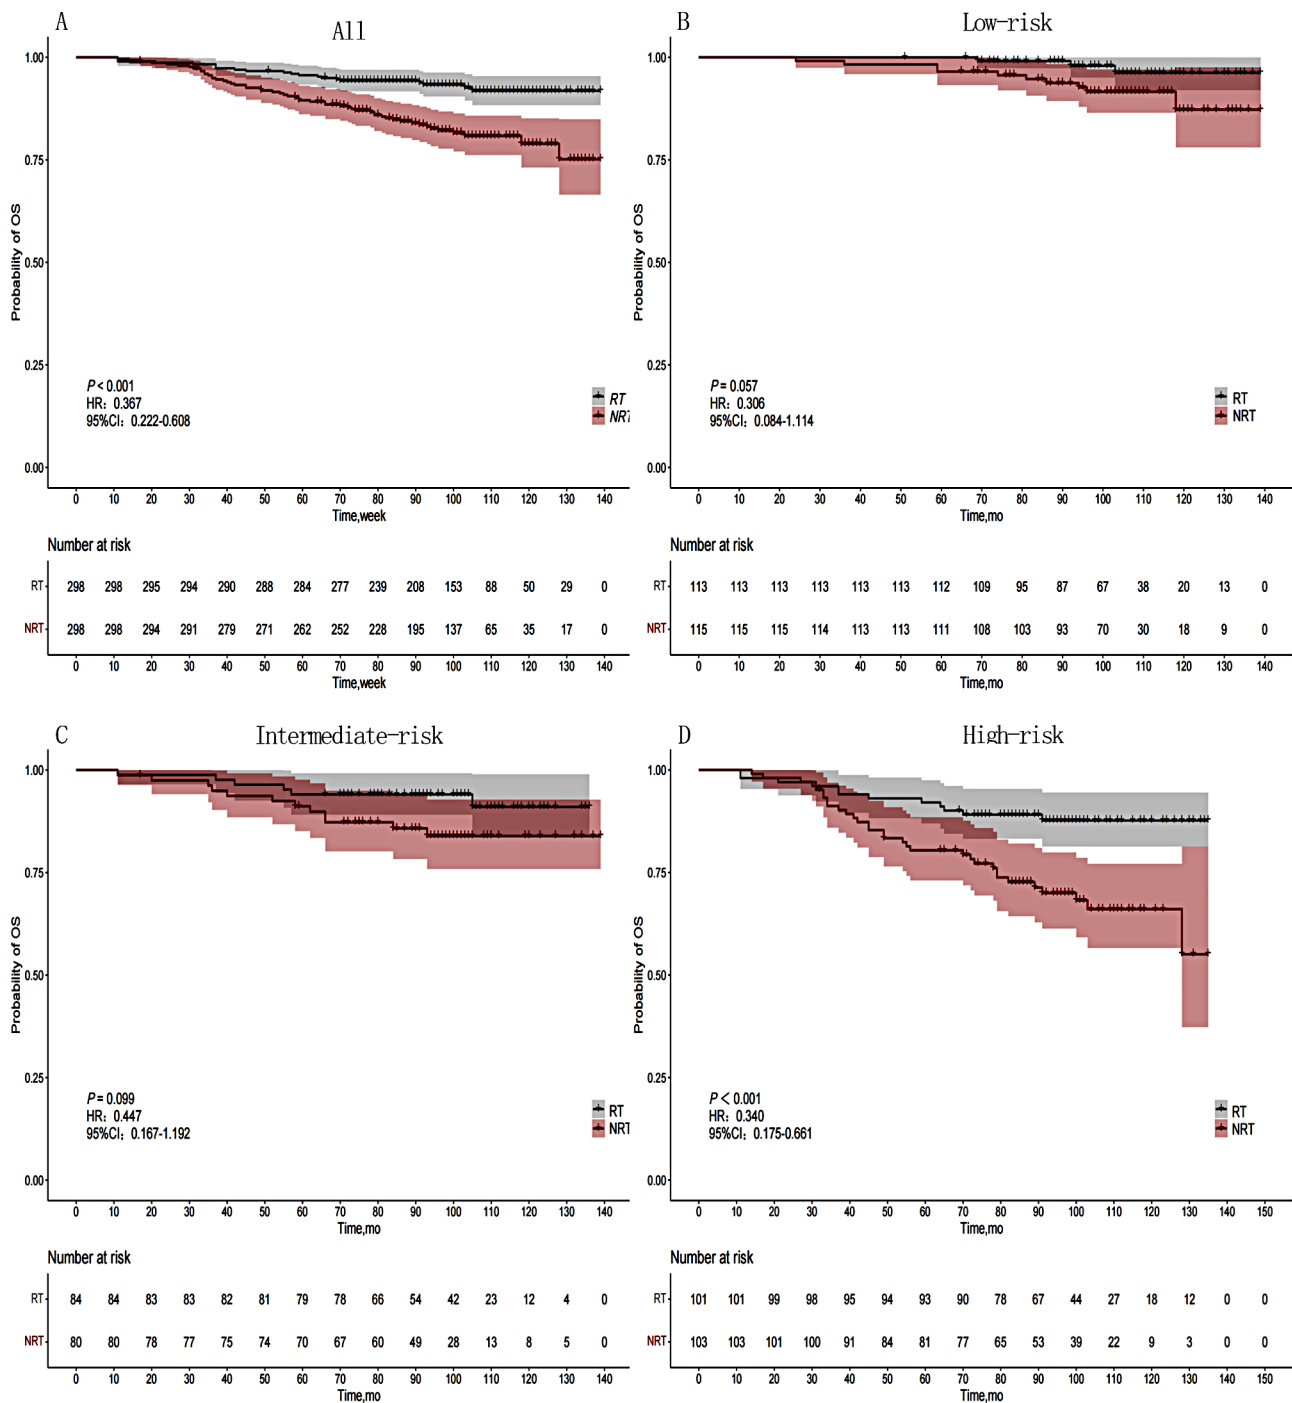 A
All
1.00
0.75
0.50
0.25
0.00
Probability of OS
P < 0.001
HR: 0.367
95%CI: 0.222-0.608
RT
NRT
0 10 20 30 40 50 60 70 80 90 100 110 120 130 140
Time,week
Number at risk
RT 298 298 295 294 290 288 284 277 239 208 153 88 50 29 0
NRT 298 298 294 291 279 271 262 252 228 195 137 65 35 17 0
0 10 20 30 40 50 60 70 80 90 100 110 120 130 140
Time,week
B
Low-risk
1.00
0.75
0.50
0.25
0.00
Probability of OS
P = 0.057
HR: 0.306
95%CI: 0.084-1.114
RT
NRT
0 10 20 30 40 50 60 70 80 90 100 110 120 130 140
Time,mo
Number at risk
RT 113 113 113 113 113 113 112 109 95 87 67 38 20 13 0
NRT 115 115 115 114 113 113 111 108 103 93 70 30 18 9 0
0 10 20 30 40 50 60 70 80 90 100 110 120 130 140
Time,mo
C
Intermediate-risk
1.00
0.75
0.50
0.25
0.00
Probability of OS
P = 0.099
HR: 0.447
95%CI: 0.167-1.192
RT
NRT
0 10 20 30 40 50 60 70 80 90 100 110 120 130 140
Time,mo
Number at risk
RT 84 84 83 83 82 81 79 78 66 54 42 23 12 4 0
NRT 80 80 78 77 75 74 70 67 60 49 28 13 8 5 0
0 10 20 30 40 50 60 70 80 90 100 110 120 130 140
Time,mo
D
High-risk
1.00
0.75
0.50
0.25
0.00
Probability of OS
P < 0.001
HR: 0.340
95%CI: 0.175-0.661
RT
NRT
0 10 20 30 40 50 60 70 80 90 100 110 120 130 140 150
Time,mo
Number at risk
RT 101 101 99 98 95 94 93 90 78 67 44 27 18 12 0 0
NRT 103 103 101 100 91 84 81 77 65 53 39 22 9 3 0 0
0 10 20 30 40 50 60 70 80 90 100 110 120 130 140 150
Time,mo